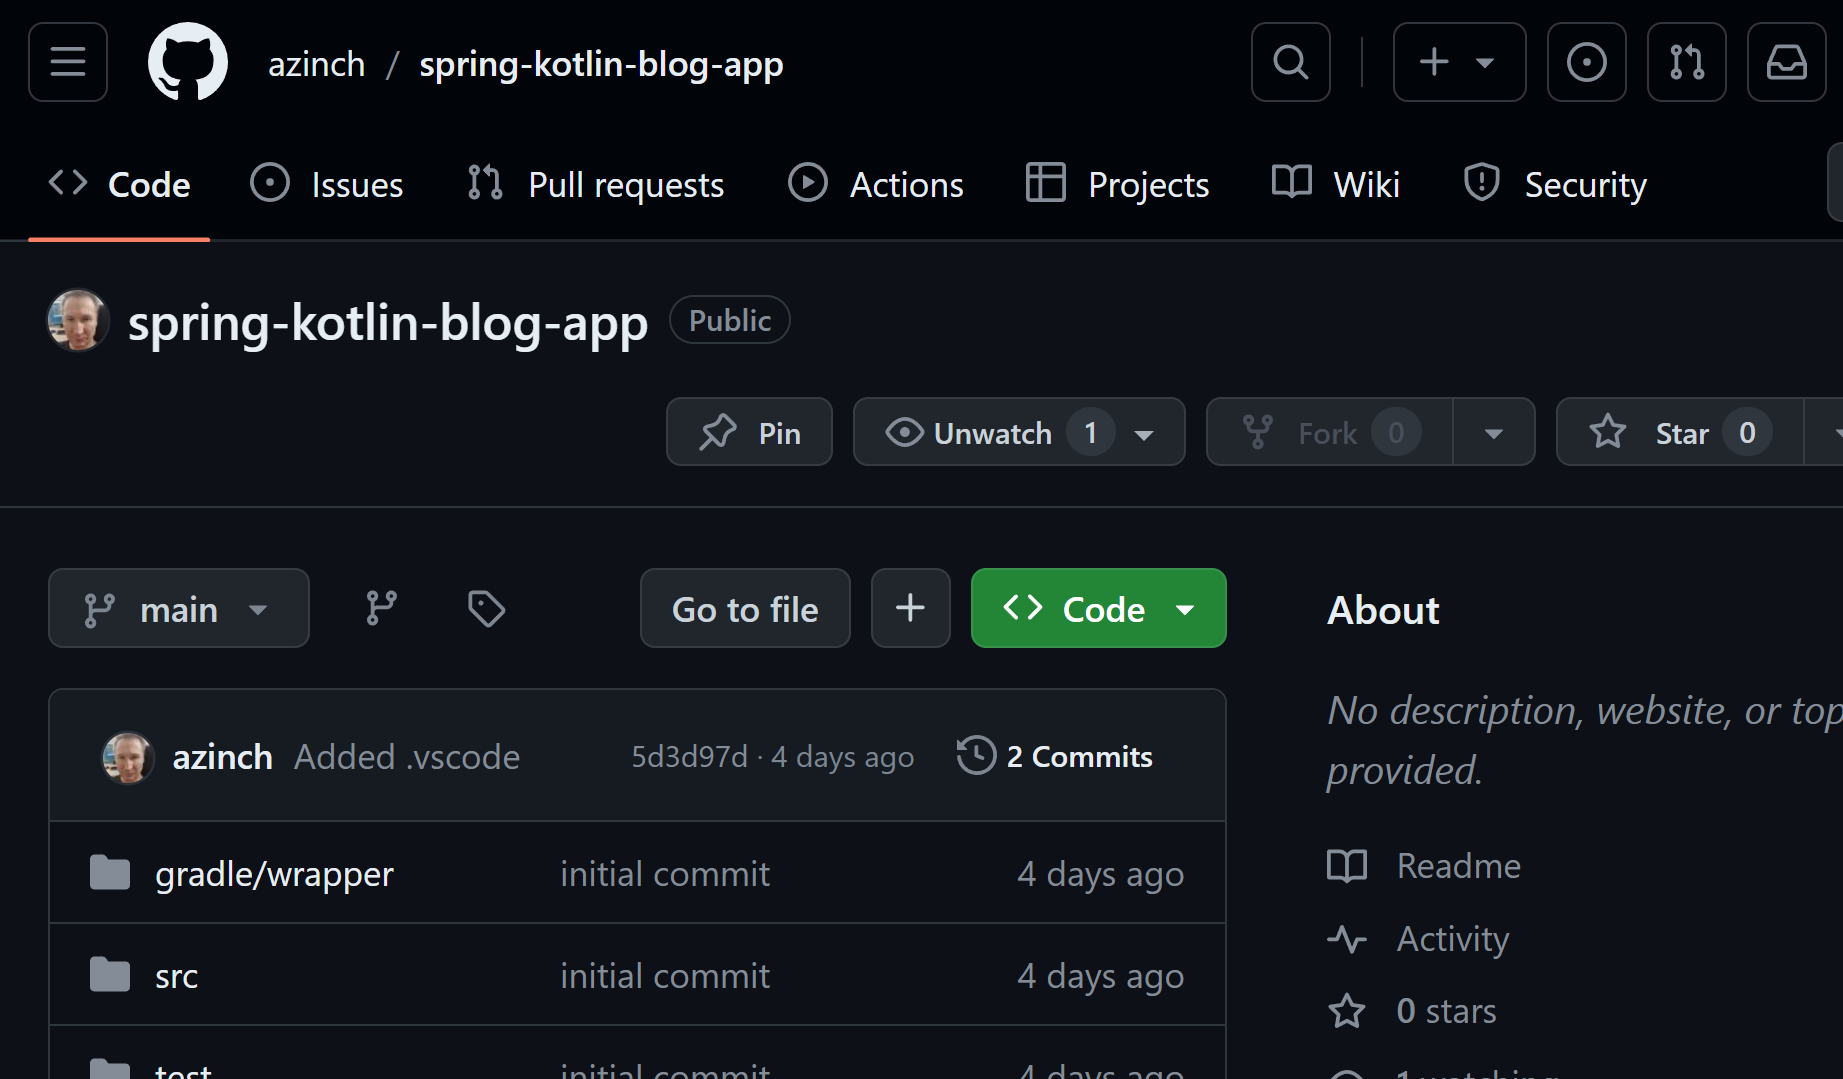 azinch / spring-kotlin-blog-app
Code Issues Pull requests Actions Projects Wiki Security
spring-kotlin-blog-app Public
Pin Unwatch 1 Fork 0 Star 0
main Go to file Code
About
No description, website, or top
provided.
azinch Added .vscode 5d3d97d · 4 days ago 2 Commits
gradle/wrapper initial commit 4 days ago
src initial commit 4 days ago
test initial commit 4 days ago
Readme
Activity
0 stars
1 watching